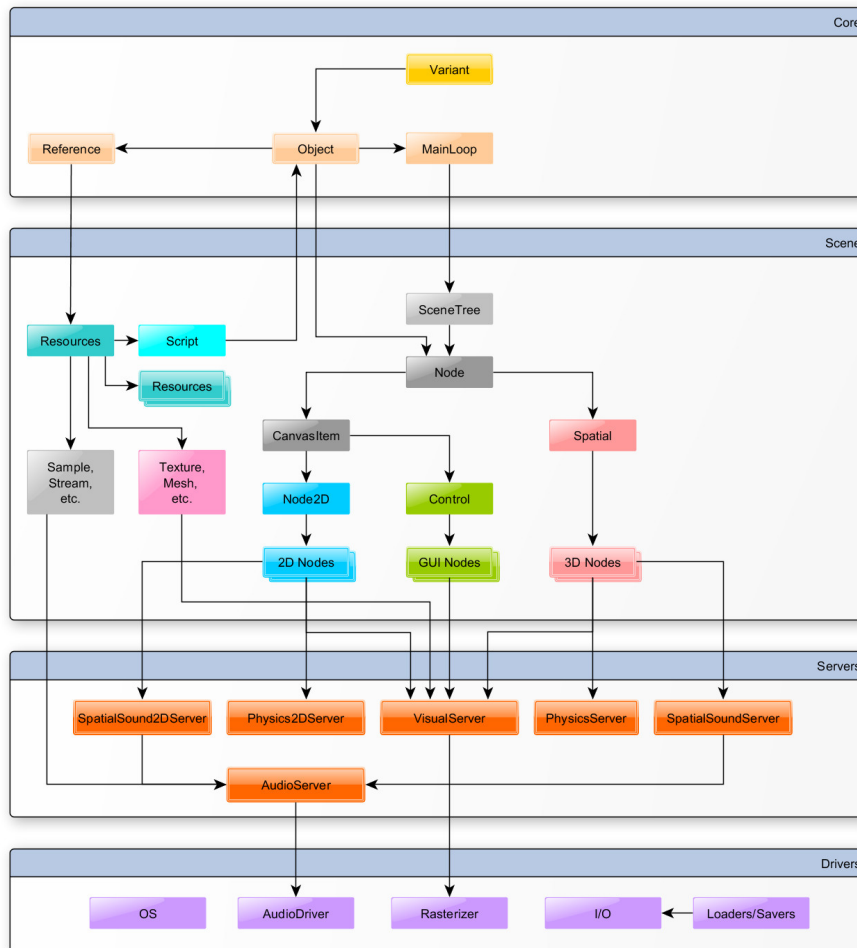 Core
Variant
Reference
Object
MainLoop
Scene
SceneTree
Resources
Script
Node
Resources
CanvasItem
Spatial
Sample,
Stream,
etc.
Texture,
Mesh,
etc.
Node2D
Control
2D Nodes
GUI Nodes
3D Nodes
Servers
SpatialSound2DServer
Physics2DServer
VisualServer
PhysicsServer
SpatialSoundServer
AudioServer
Drivers
OS
AudioDriver
Rasterizer
I/O
Loaders/Savers